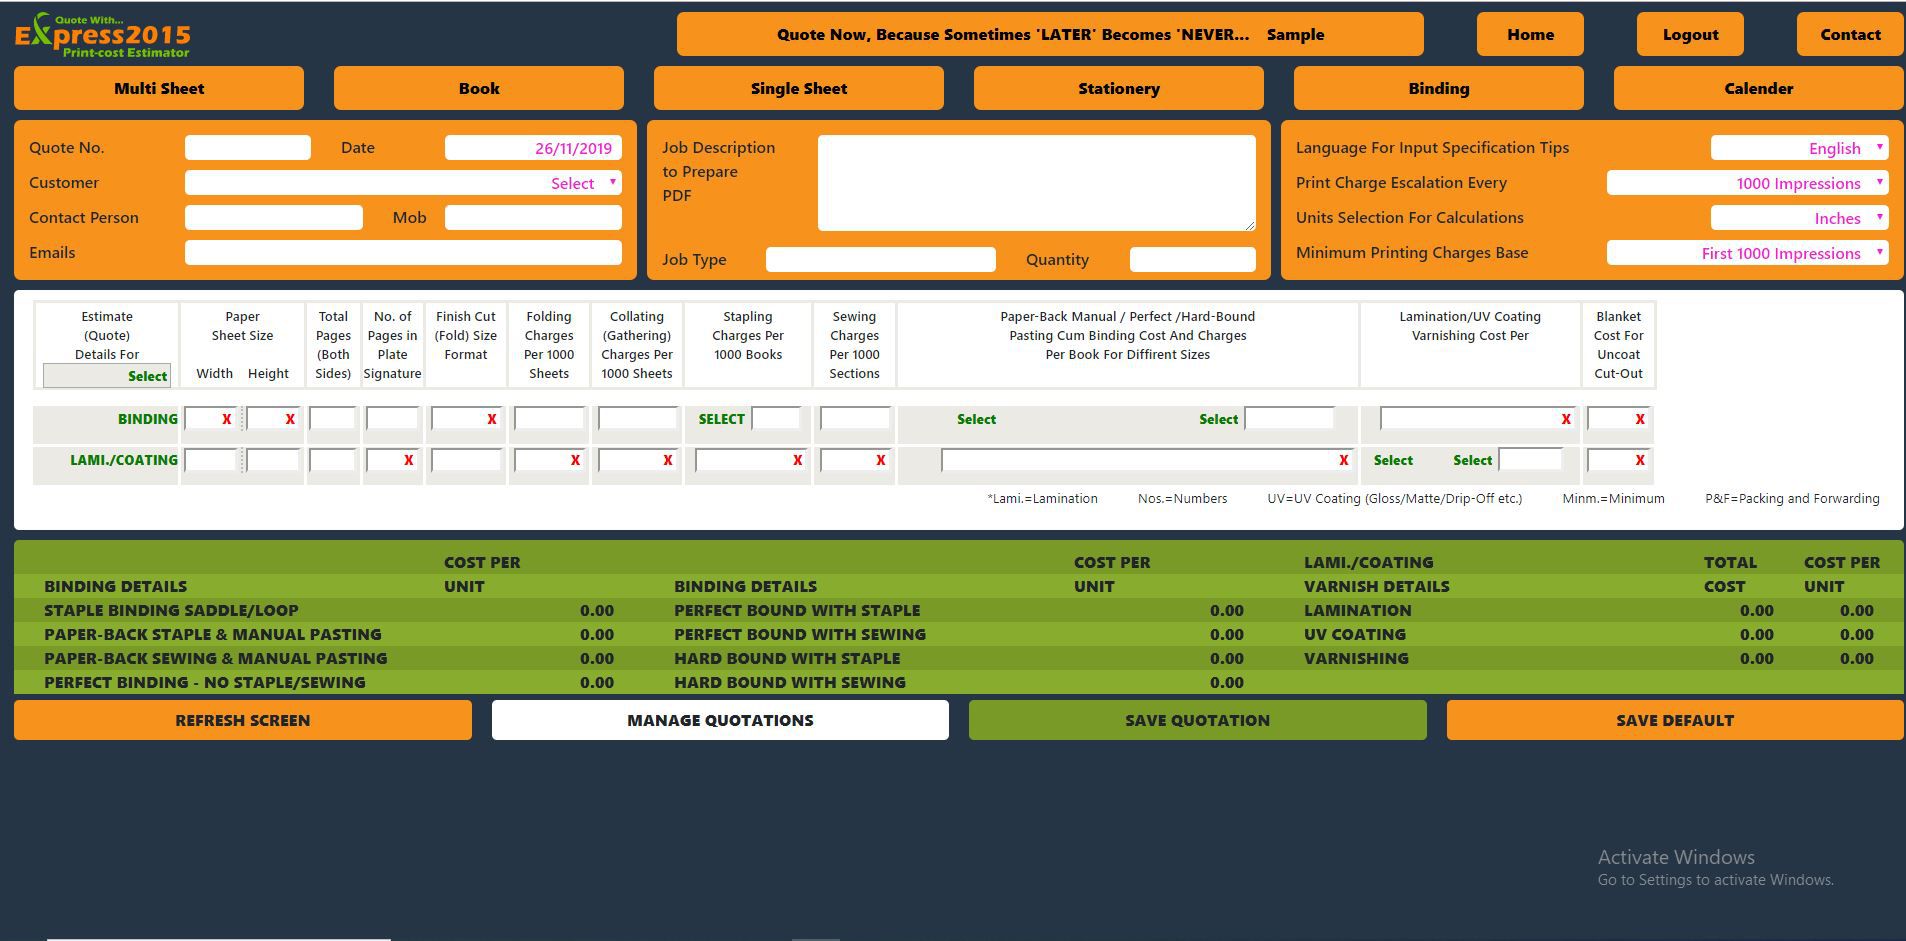 Quote With...
Express2015
Print-cost Estimator
Quote Now, Because Sometimes 'LATER' Becomes 'NEVER... Sample
Home
Logout
Contact
Multi Sheet
Book
Single Sheet
Stationery
Binding
Calender
Quote No.
Date
26/11/2019
Customer
Select
Contact Person
Mob
Emails
Job Description
to Prepare
PDF
Job Type
Quantity
Language For Input Specification Tips
English
Print Charge Escalation Every
1000 Impressions
Units Selection For Calculations
Inches
Minimum Printing Charges Base
First 1000 Impressions
Estimate
(Quote)
Details For
Select
Paper
Sheet Size
Width Height
Total
Pages
(Both
Sides)
No. of
Pages in
Plate
Signature
Finish Cut
(Fold) Size
Format
Folding
Charges
Per 1000
Sheets
Collating
(Gathering)
Charges Per
1000 Sheets
Stapling
Charges Per
1000 Books
Sewing
Charges
Per 1000
Sections
Paper-Back Manual / Perfect /Hard-Bound
Pasting Cum Binding Cost And Charges
Per Book For Diffirent Sizes
Lamination/UV Coating
Varnishing Cost Per
Blanket
Cost For
Uncoat
Cut-Out
BINDING X X X SELECT Select Select X X
LAMI./COATING X X X X X X Select Select X
*Lami.=Lamination Nos.=Numbers UV=UV Coating (Gloss/Matte/Drip-Off etc.) Minm.=Minimum P&F=Packing and Forwarding
COST PER COST PER LAMI./COATING TOTAL COST PER
BINDING DETAILS UNIT BINDING DETAILS UNIT VARNISH DETAILS COST UNIT
STAPLE BINDING SADDLE/LOOP 0.00 PERFECT BOUND WITH STAPLE 0.00 LAMINATION 0.00 0.00
PAPER-BACK STAPLE & MANUAL PASTING 0.00 PERFECT BOUND WITH SEWING 0.00 UV COATING 0.00 0.00
PAPER-BACK SEWING & MANUAL PASTING 0.00 HARD BOUND WITH STAPLE 0.00 VARNISHING 0.00 0.00
PERFECT BINDING - NO STAPLE/SEWING 0.00 HARD BOUND WITH SEWING 0.00
REFRESH SCREEN
MANAGE QUOTATIONS
SAVE QUOTATION
SAVE DEFAULT
Activate Windows
Go to Settings to activate Windows.